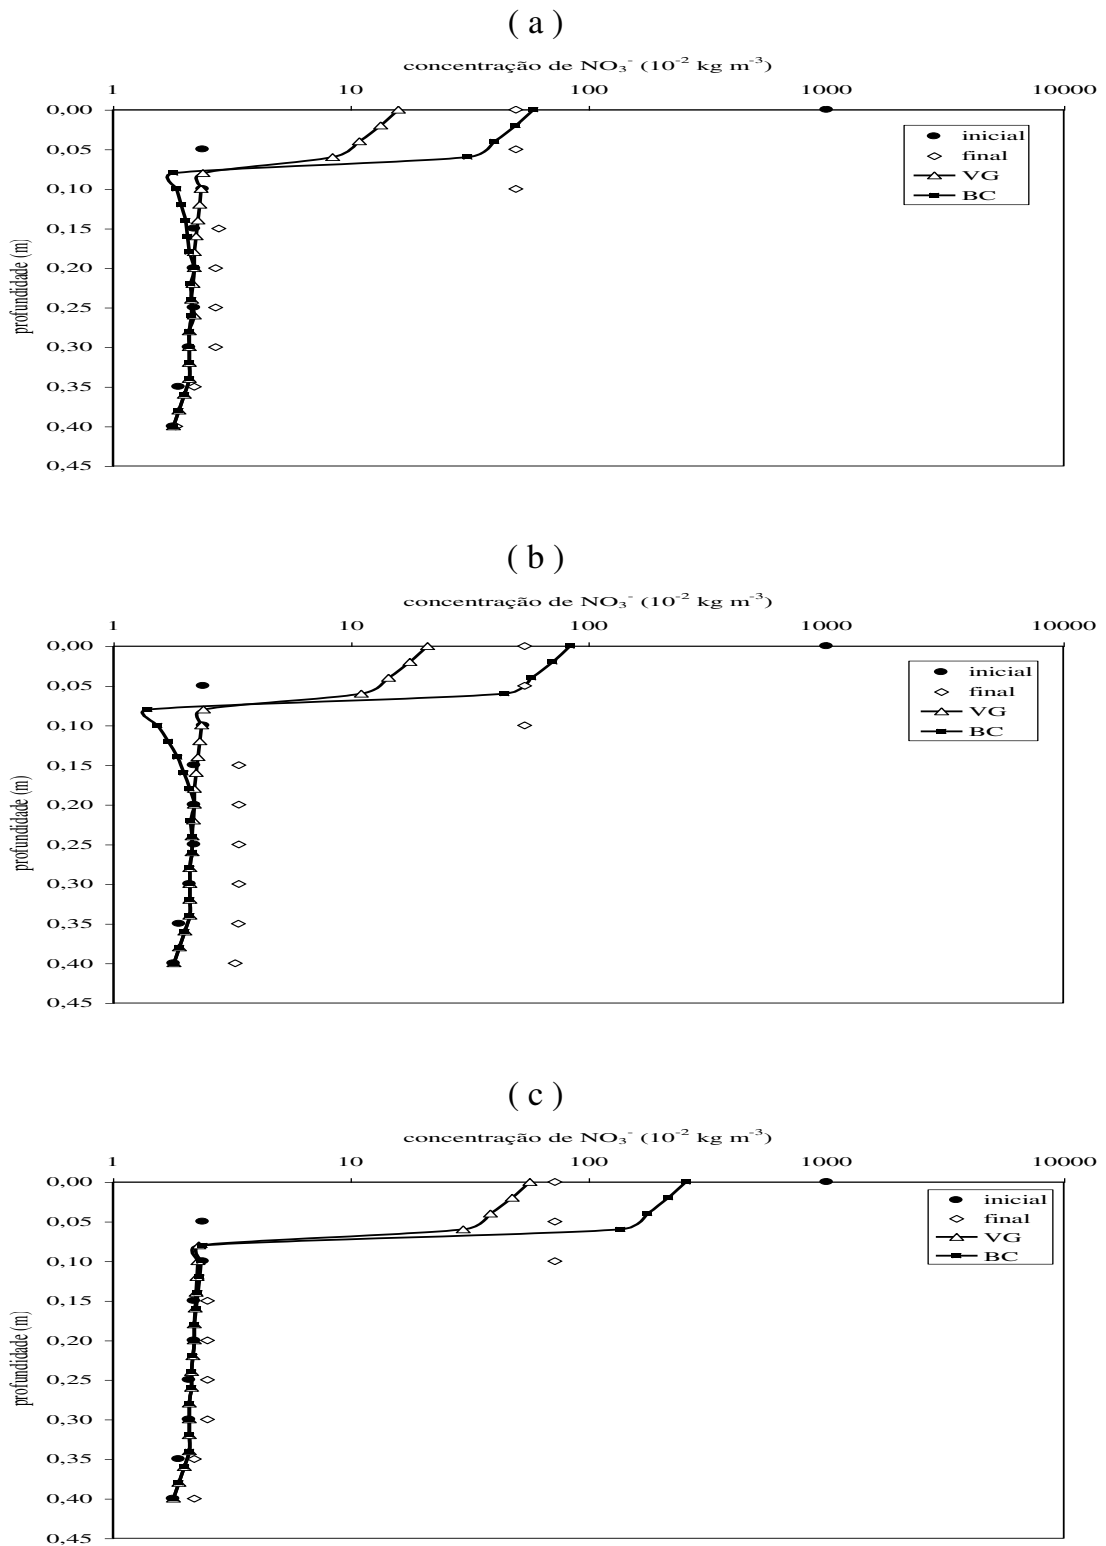 ( a )
concentração de NO₃⁻ (10⁻² kg m⁻³)
1 10 100 1000 10000
0,00
0,05
0,10
0,15
0,20
0,25
0,30
0,35
0,40
0,45
profundidade (m)
inicial
final
VG
BC
( b )
concentração de NO₃⁻ (10⁻² kg m⁻³)
1 10 100 1000 10000
0,00
0,05
0,10
0,15
0,20
0,25
0,30
0,35
0,40
0,45
profundidade (m)
inicial
final
VG
BC
( c )
concentração de NO₃⁻ (10⁻² kg m⁻³)
1 10 100 1000 10000
0,00
0,05
0,10
0,15
0,20
0,25
0,30
0,35
0,40
0,45
profundidade (m)
inicial
final
VG
BC